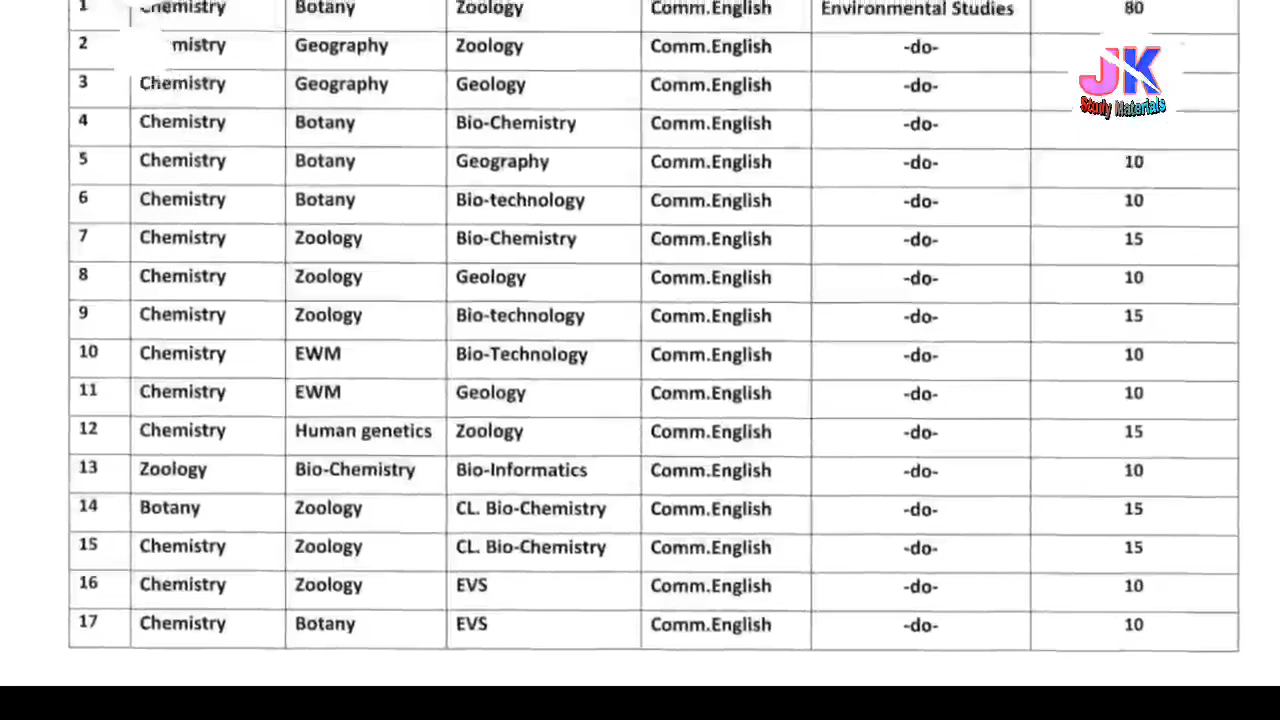 1 Chemistry Botany Zoology Comm.English Environmental Studies 80
2 mistry Geography Zoology Comm.English -do-
3 Chemistry Geography Geology Comm.English -do-
4 Chemistry Botany Bio-Chemistry Comm.English -do-
5 Chemistry Botany Geography Comm.English -do- 10
6 Chemistry Botany Bio-technology Comm.English -do- 10
7 Chemistry Zoology Bio-Chemistry Comm.English -do- 15
8 Chemistry Zoology Geology Comm.English -do- 10
9 Chemistry Zoology Bio-technology Comm.English -do- 15
10 Chemistry EWM Bio-Technology Comm.English -do- 10
11 Chemistry EWM Geology Comm.English -do- 10
12 Chemistry Human genetics Zoology Comm.English -do- 15
13 Zoology Bio-Chemistry Bio-Informatics Comm.English -do- 10
14 Botany Zoology CL. Bio-Chemistry Comm.English -do- 15
15 Chemistry Zoology CL. Bio-Chemistry Comm.English -do- 15
16 Chemistry Zoology EVS Comm.English -do- 10
17 Chemistry Botany EVS Comm.English -do- 10
JK
Study Materials